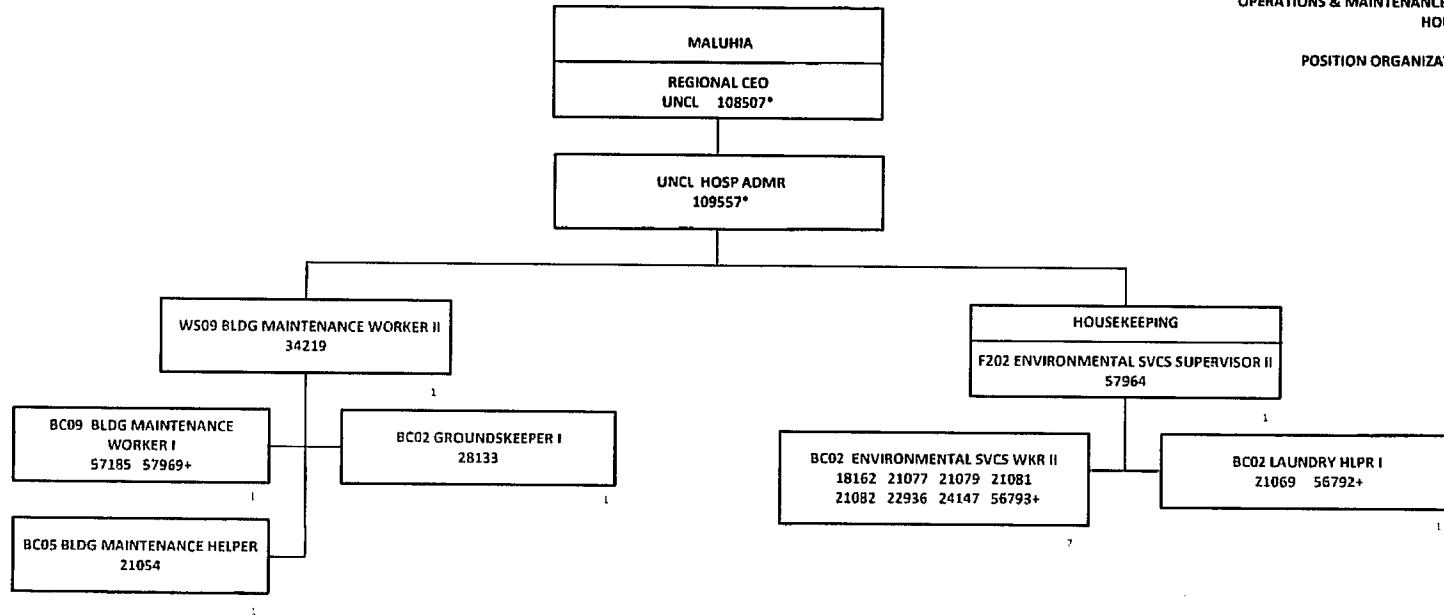 OPERATIONS & MAINTENANCE
POSITION ORGANIZAT
MALUHIA
REGIONAL CEO
UNCL 108507*
UNCL HOSP ADMR
109557*
WS09 BLDG MAINTENANCE WORKER II
34219
1
HOUSEKEEPING
F202 ENVIRONMENTAL SVCS SUPERVISOR II
57964
1
BC09 BLDG MAINTENANCE
WORKER I
57185 57969+
1
BC02 GROUNDSKEEPER I
28133
1
BC05 BLDG MAINTENANCE HELPER
21054
1
BC02 ENVIRONMENTAL SVCS WKR II
18162 21077 21079 21081
21082 22936 24147 56793+
7
BC02 LAUNDRY HLPR I
21069 56792+
1